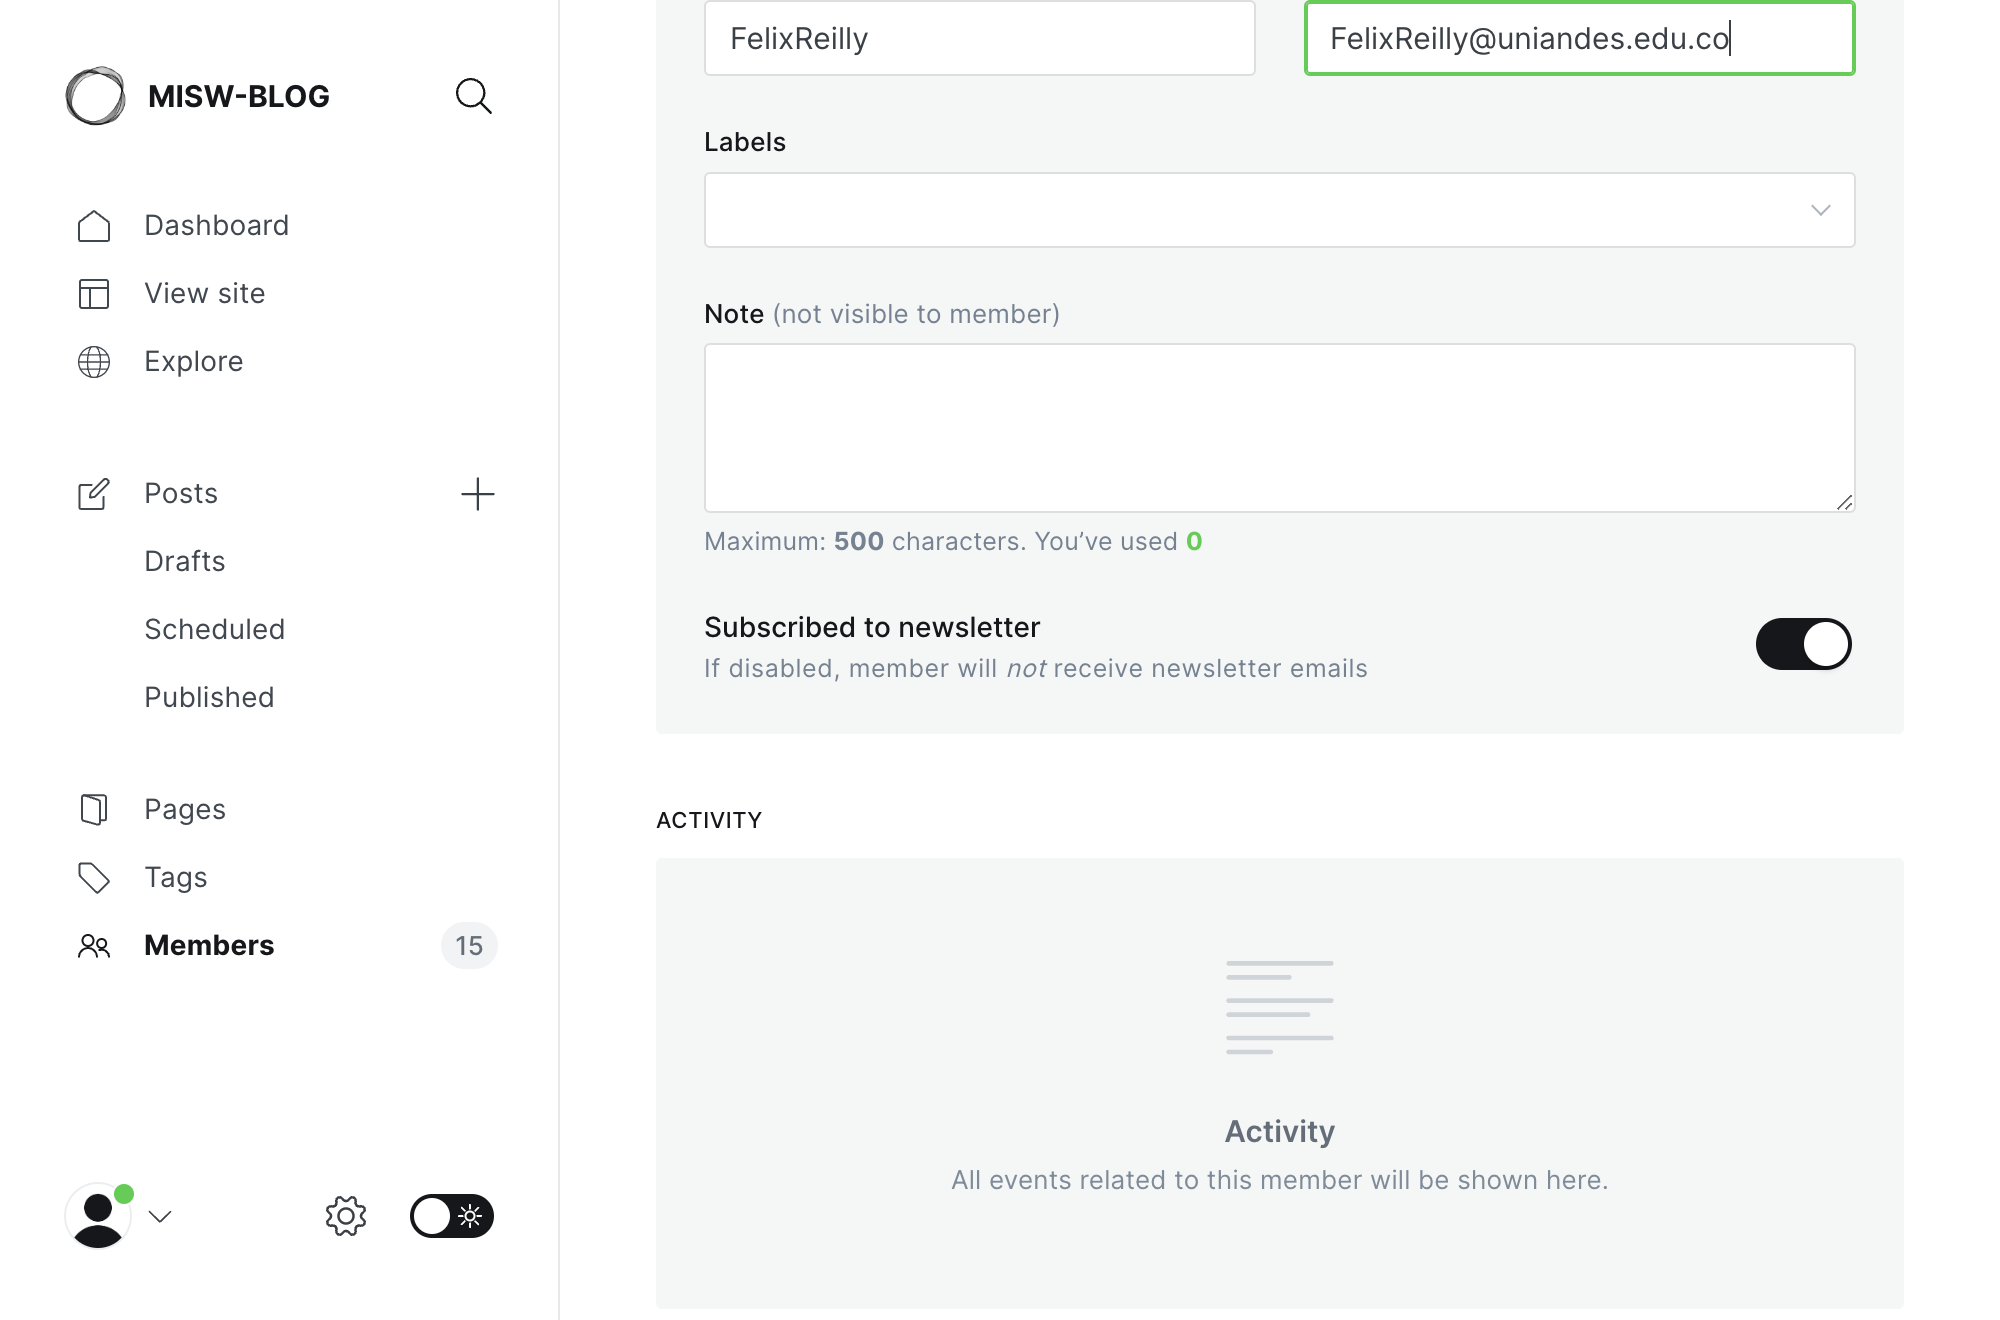 MISW-BLOG
Dashboard
View site
Explore
Posts
Drafts
Scheduled
Published
Pages
Tags
Members 15
FelixReilly
FelixReilly@uniandes.edu.co
Labels
Note (not visible to member)
Maximum: 500 characters. You’ve used 0
Subscribed to newsletter
If disabled, member will not receive newsletter emails
ACTIVITY
Activity
All events related to this member will be shown here.